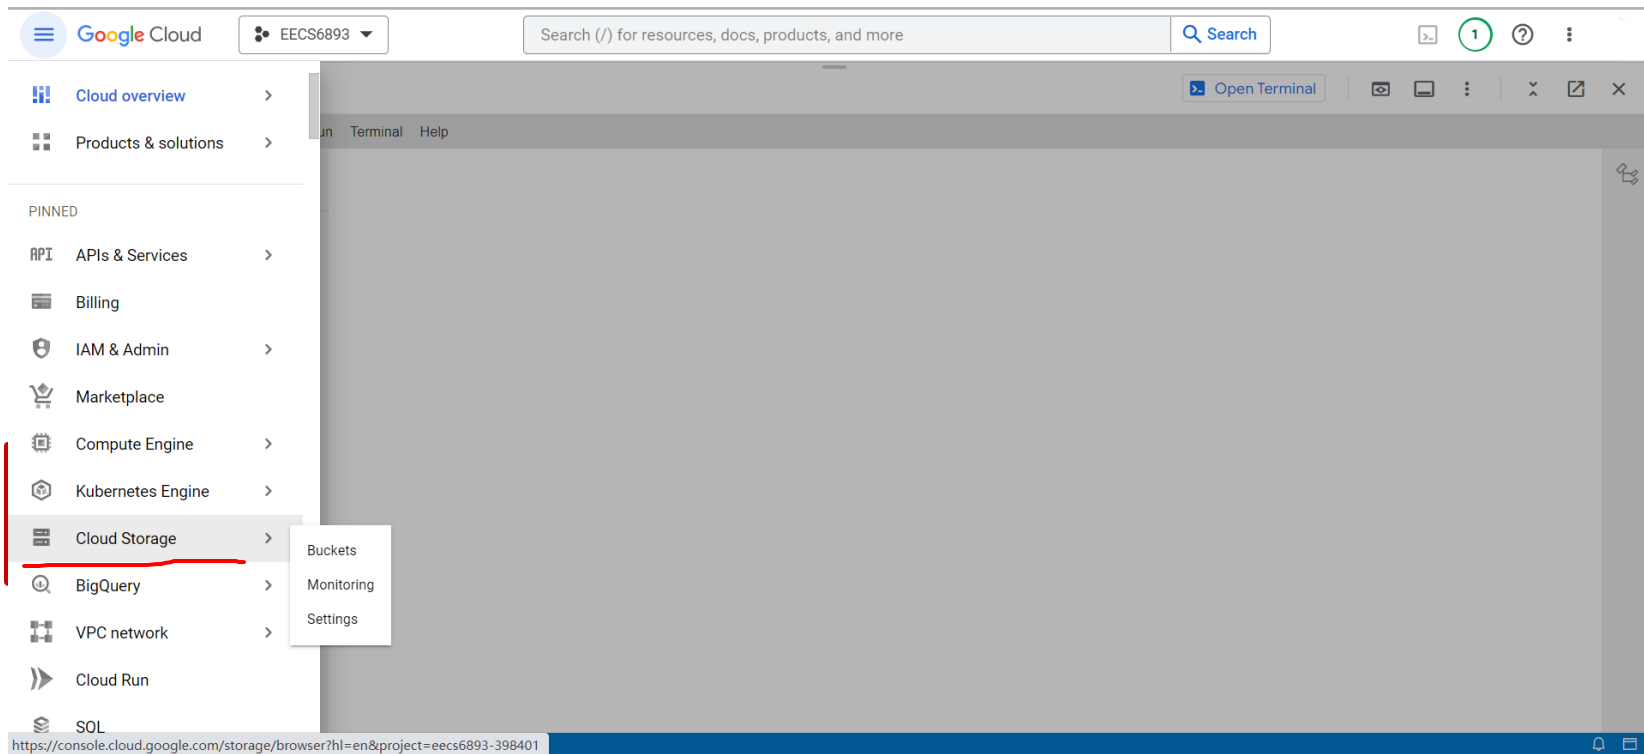 Google Cloud
EECS6893
Search (/) for resources, docs, products, and more
Search
1
Cloud overview
Products & solutions
Open Terminal
un Terminal Help
PINNED
API APIs & Services
Billing
IAM & Admin
Marketplace
Compute Engine
Kubernetes Engine
Cloud Storage
Buckets
Monitoring
Settings
BigQuery
VPC network
Cloud Run
SQL
https://console.cloud.google.com/storage/browser?hl=en&project=eecs6893-398401